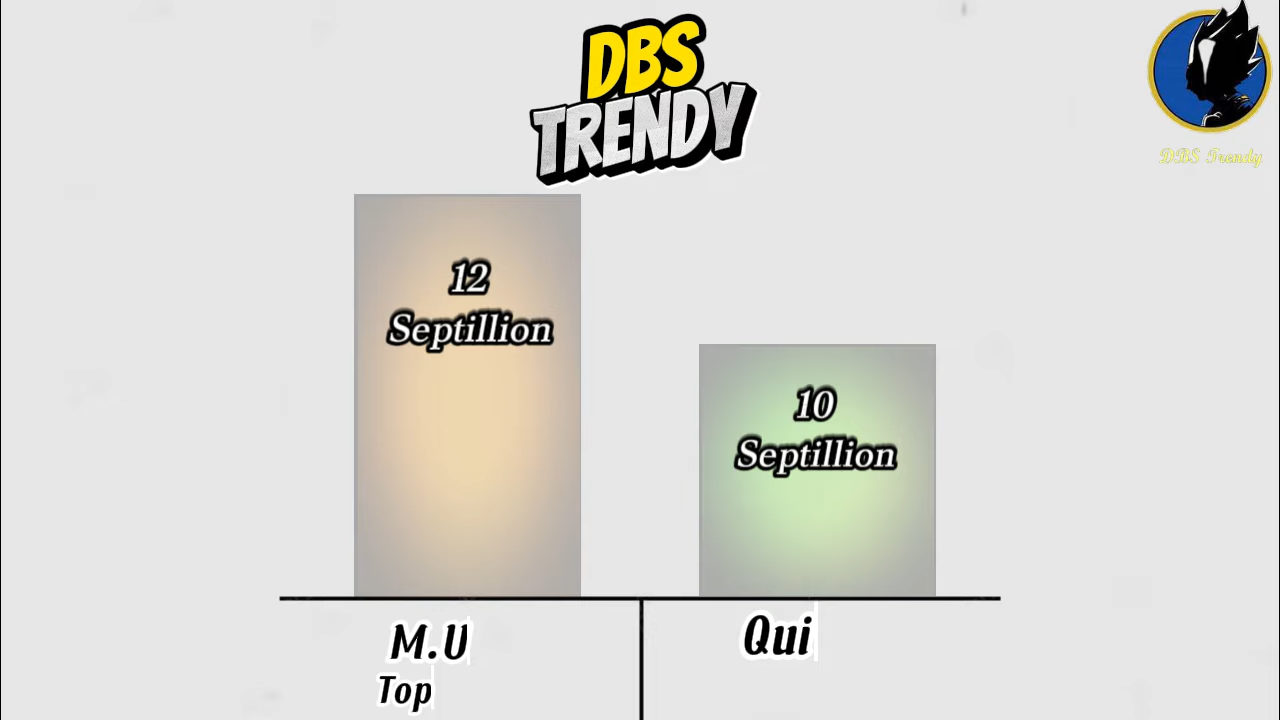 DBS
TRENDY
DBS Trendy
12
Septillion
10
Septillion
M.U
Top
Qui